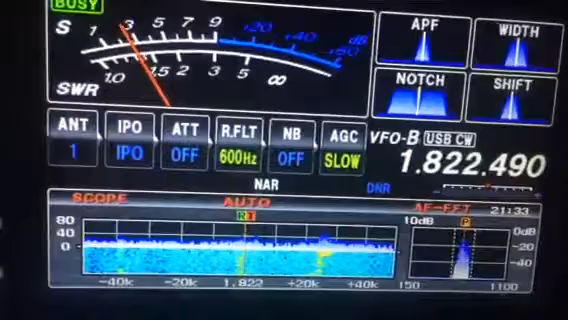 BUSY
S 1 3 5 7 9 +20 +40 +60 dB
1.0 1.5 2 3 5 ∞
SWR
APF WIDTH
NOTCH SHIFT
ANT IPO ATT R.FLT NB AGC
1 IPO OFF 600Hz OFF SLOW
VFO-B USB CW
1.822.490
NAR DNR
SCOPE AUTO AF-FFT 21:33
80
40
0
-40k -20k 1.822 +20k +40k
10dB P 0dB
-20
-40
150 1100